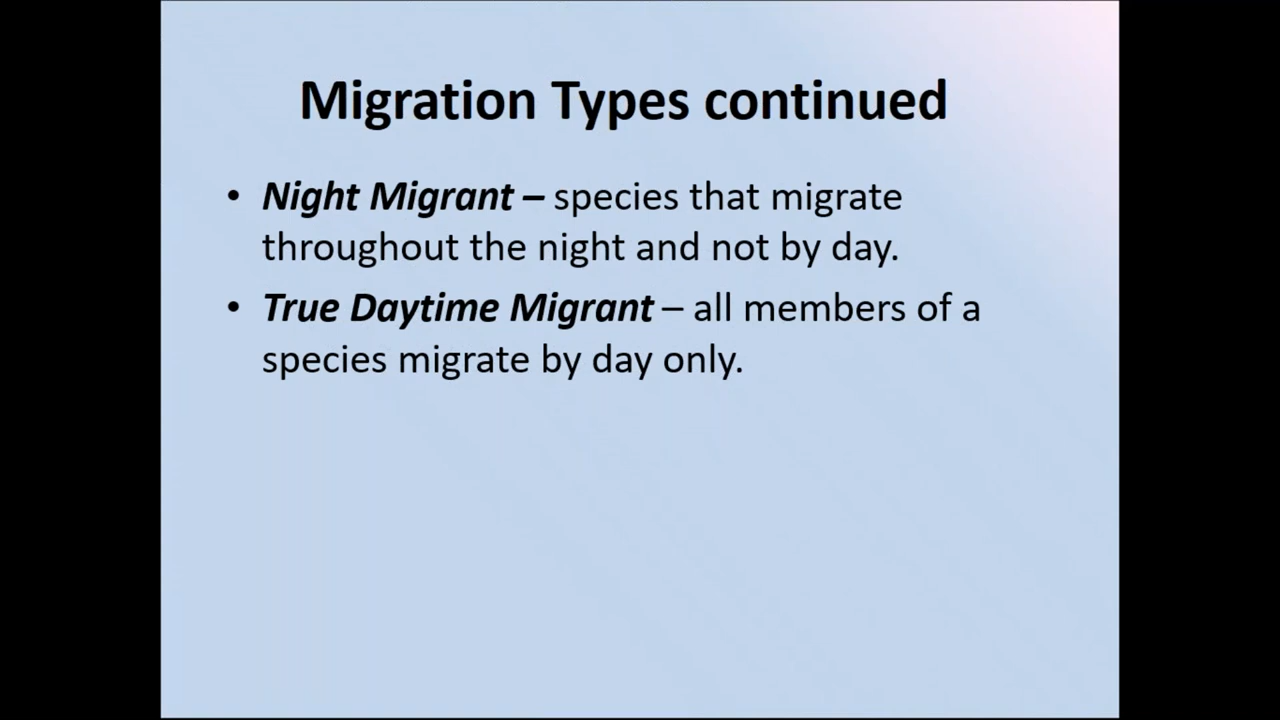 Migration Types continued
• Night Migrant – species that migrate
throughout the night and not by day.
• True Daytime Migrant – all members of a
species migrate by day only.